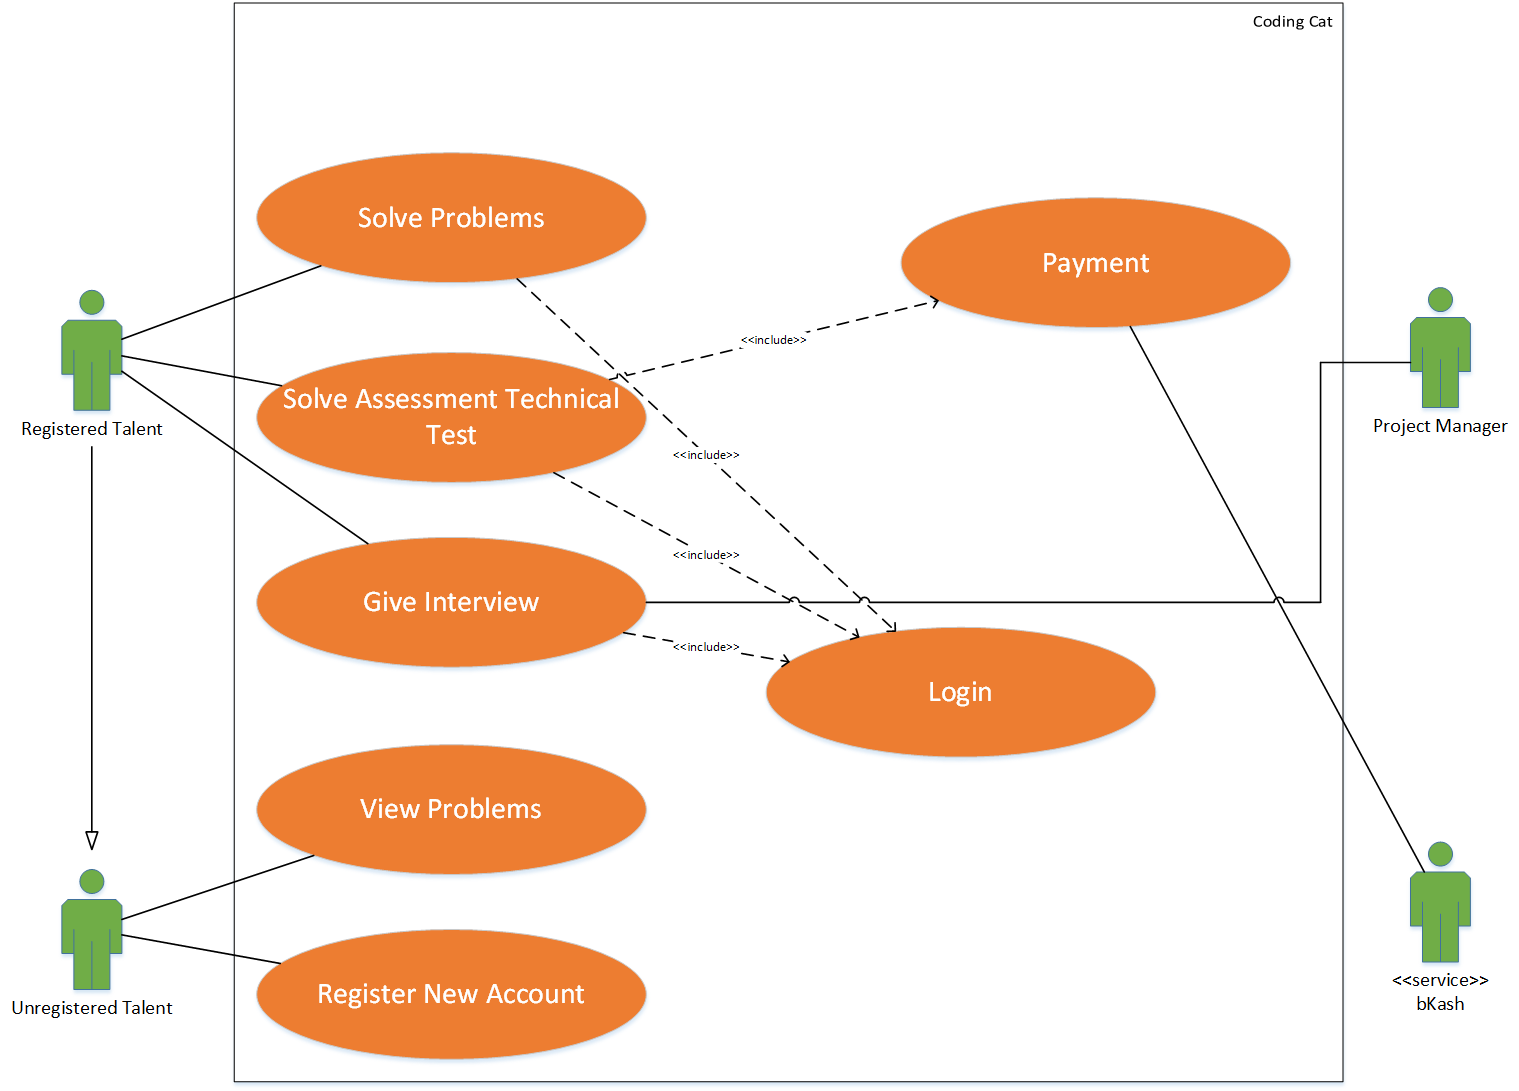 Coding Cat
Solve Problems
Payment
<<include>>
Solve Assessment Technical
Test
Registered Talent
Project Manager
<<include>>
<<include>>
Give Interview
<<include>>
Login
View Problems
Register New Account
Unregistered Talent
<<service>>
bKash